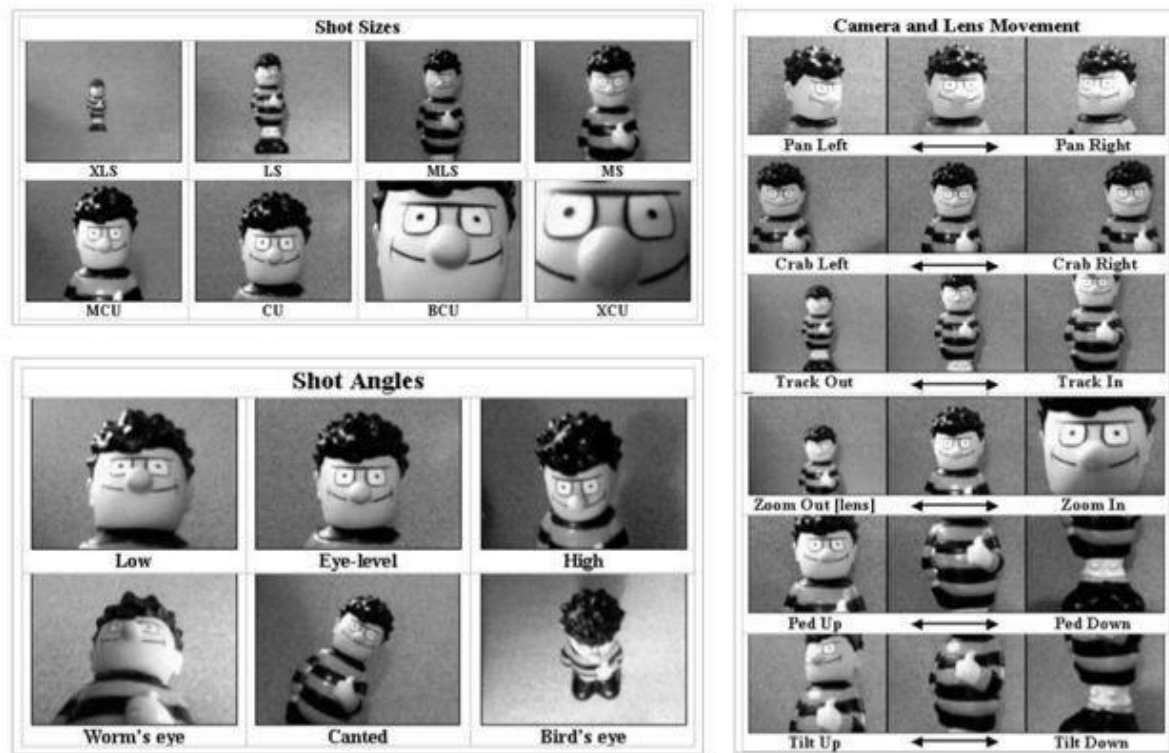 Shot Sizes
XLS LS MLS MS
MCU CU BCU XCU
Shot Angles
Low Eye-level High
Worm's eye Canted Bird's eye
Camera and Lens Movement
Pan Left Pan Right
Crab Left Crab Right
Track Out Track In
Zoom Out [lens] Zoom In
Ped Up Ped Down
Tilt Up Tilt Down